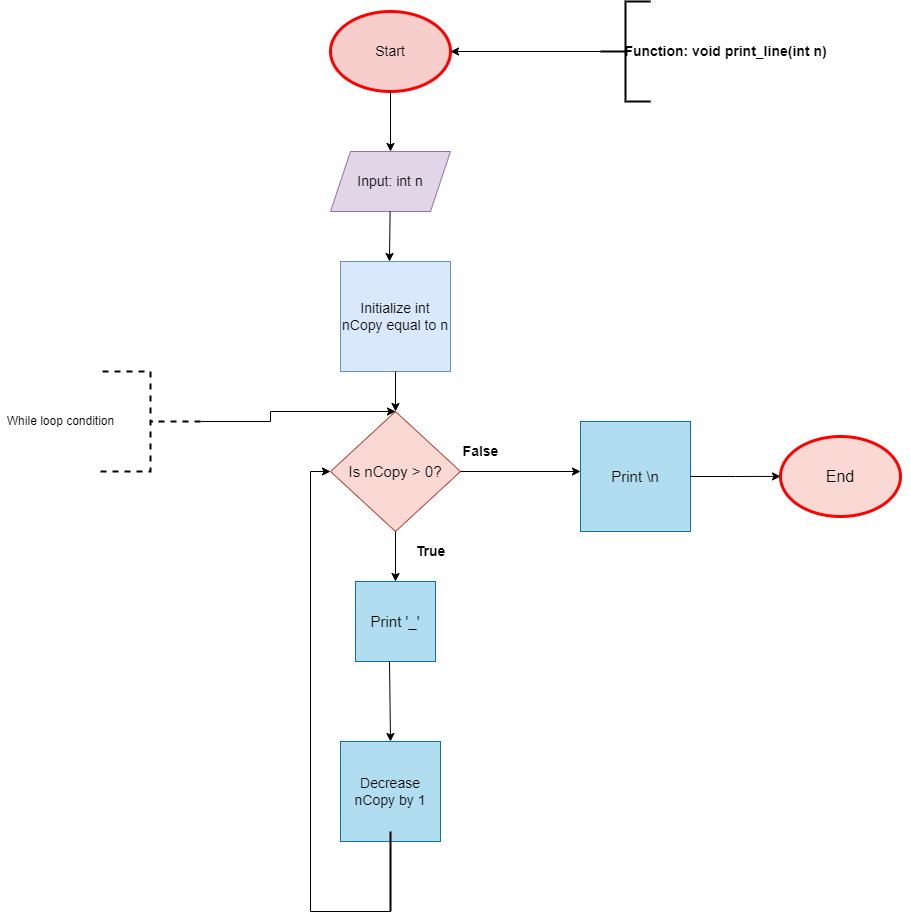 Start
Function: void print_line(int n)
Input: int n
Initialize int
nCopy equal to n
While loop condition
Is nCopy > 0?
False
Print \n
End
True
Print '_'
Decrease
nCopy by 1